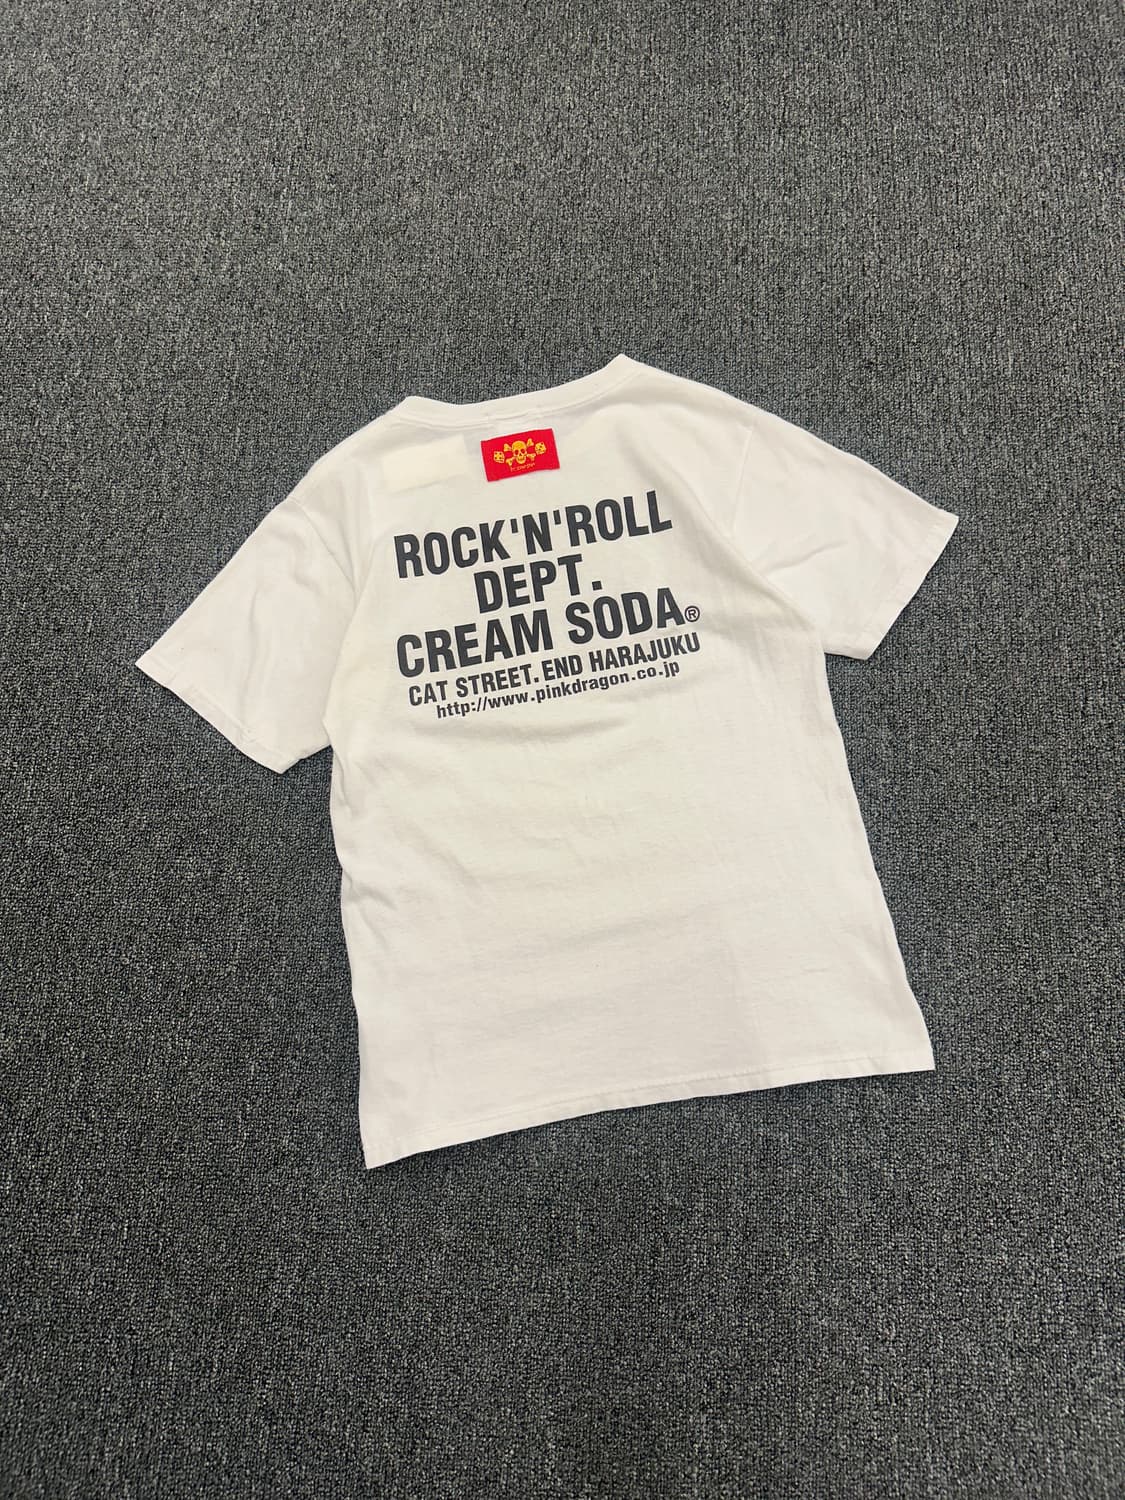 ROCK'N'ROLL
DEPT.
CREAM SODA®
CAT STREET. END HARAJUKU
http://www.pinkdragon.co.jp